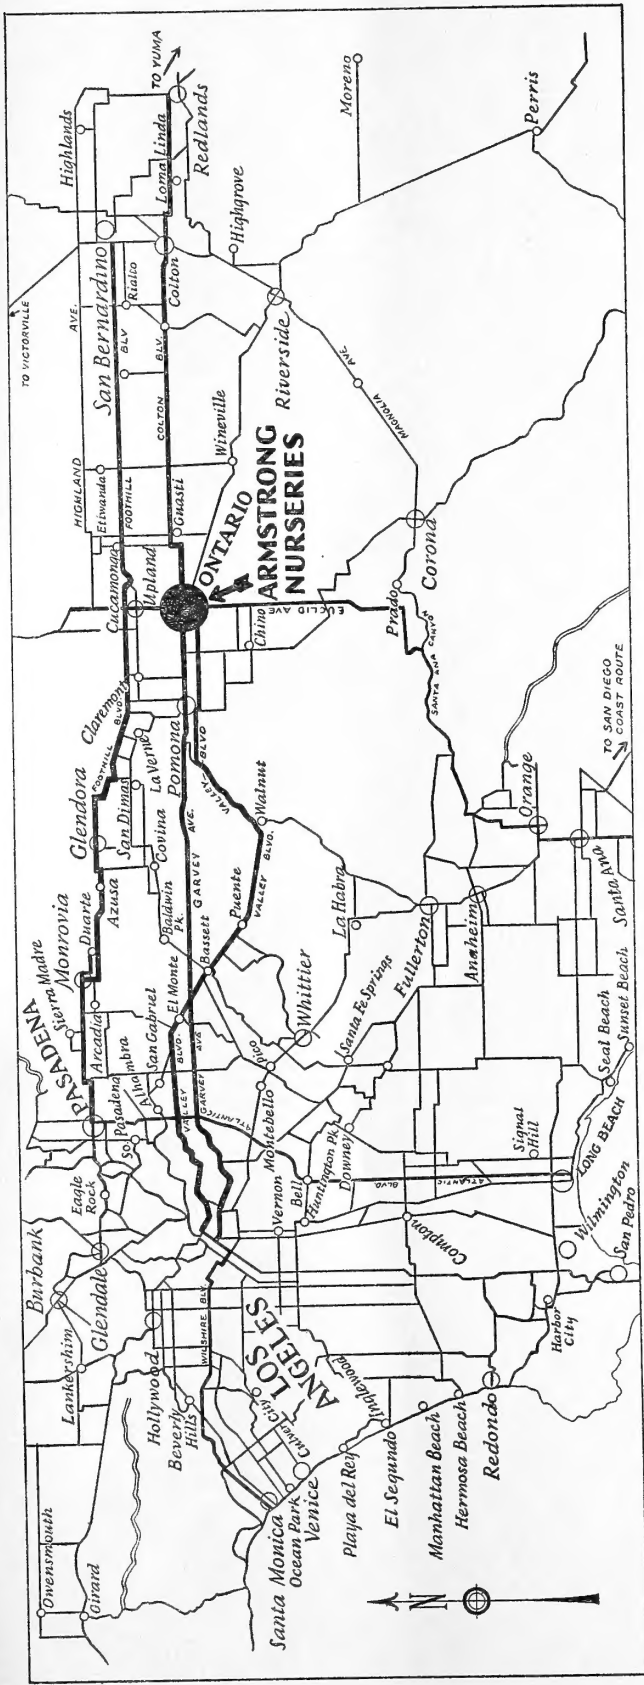 Owensmouth
Girard
Lankershim
Burbank
Glendale
Eagle
Rock
So. Pasadena
PASADENA
Sierra Madre
Arcadia
Monrovia
Duarte
Azusa
Glendora
San Dimas
La Verne
Claremont
FOOTHILL BLVD.
Cucamonga
Upland
Etiwanda
FOOTHILL
BLV
HIGHLAND
AVE.
TO VICTORVILLE
San Bernardino
Rialto
Highlands
Loma Linda
TO YUMA
Redlands
Colton
COLTON
BLV.
Highgrove
Guasti
Wineville
Riverside
MAGNOLIA
AVE
Moreno
Perris
Corona
Prado
ONTARIO
ARMSTRONG
NURSERIES
EUCLID AVE
Chino
Pomona
VALLEY BLVD
Walnut
Covina
Baldwin
Pk.
GARVEY
AVE.
Bassett
Puente
VALLEY BLVD.
El Monte
San Gabriel
Alhambra
VALLEY
BLVD.
GARVEY
AVE
ATLANTIC
Hollywood
Beverly
Hills
WILSHIRE BLV.
LOS
ANGELES
Culver City
Santa Monica
Ocean Park
Venice
Playa del Rey
Inglewood
El Segundo
Manhattan Beach
Hermosa Beach
Redondo
Vernon
Montebello
Pico
Whittier
Bell
Huntington Pk.
Downey
Santa Fe Springs
La Habra
Fullerton
Anaheim
SANTA ANA CANYON
Orange
Santa Ana
TO SAN DIEGO
COAST ROUTE
Compton
ATLANTIC
BLVD
Signal
Hill
LONG BEACH
Seal Beach
Sunset Beach
Harbor
City
Wilmington
San Pedro
N